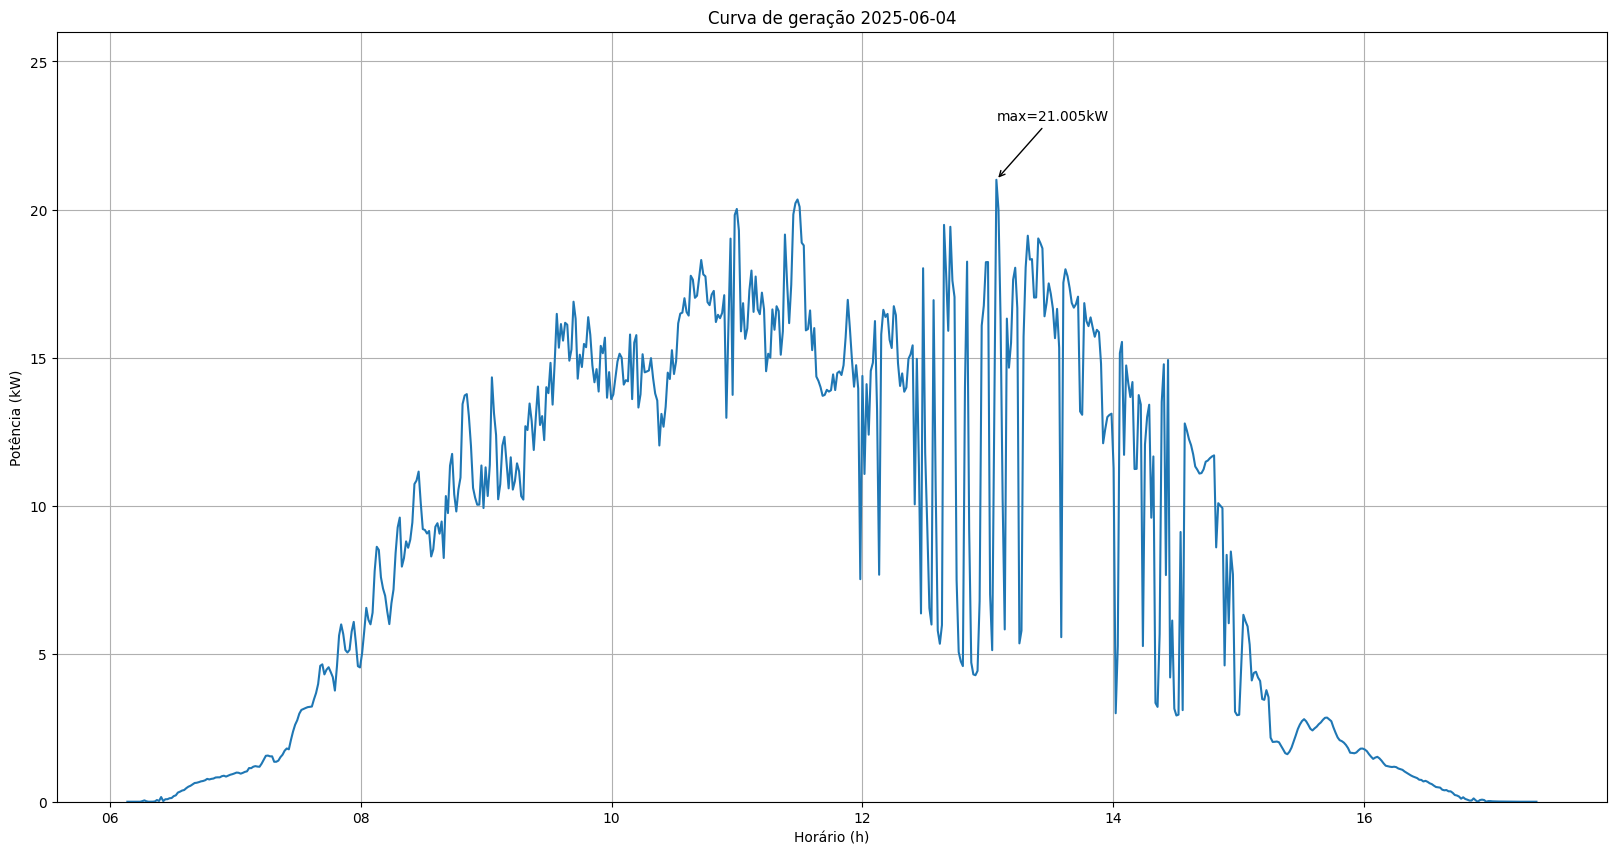 Curva de geração 2025-06-04
25
max=21.005kW
20
15
Potência (kW)
10
5
0
06 08 10 12 14 16
Horário (h)